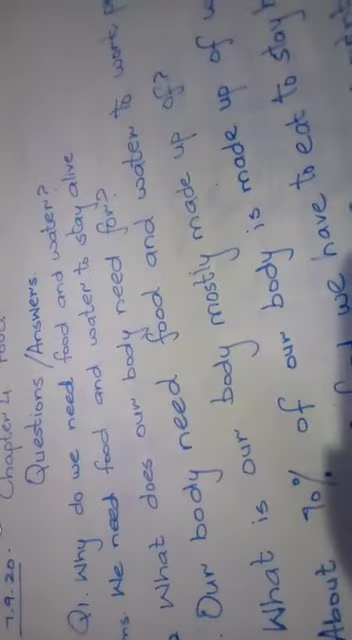 7.9.20.
Chapter 4 Food
Questions/Answers.
Q1. Why do we need food and water?
ns. We need food and water to stay alive
What does our body need for?
Our body need food and water to work
What is our body mostly made up of?
About 70% of our body is made up of w
we have to eat to stay